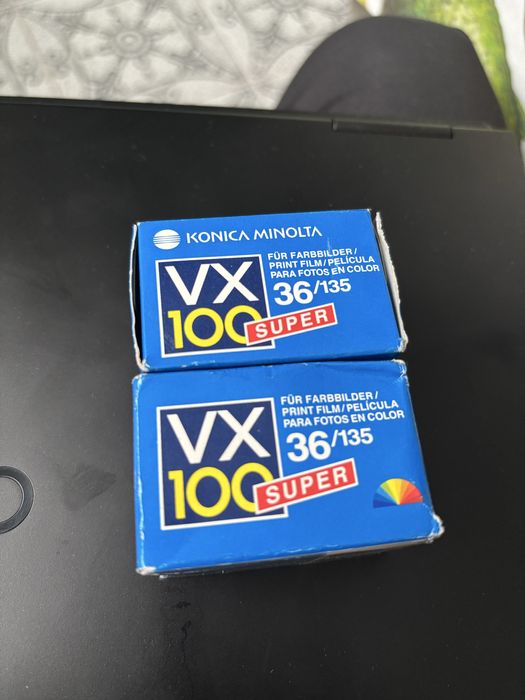 KONICA MINOLTA
VX
100
SUPER
FÜR FARBBILDER/
PRINT FILM/PELÍCULA
PARA FOTOS EN COLOR
36/135
VX
100
SUPER
FÜR FARBBILDER/
PRINT FILM/PELÍCULA
PARA FOTOS EN COLOR
36/135